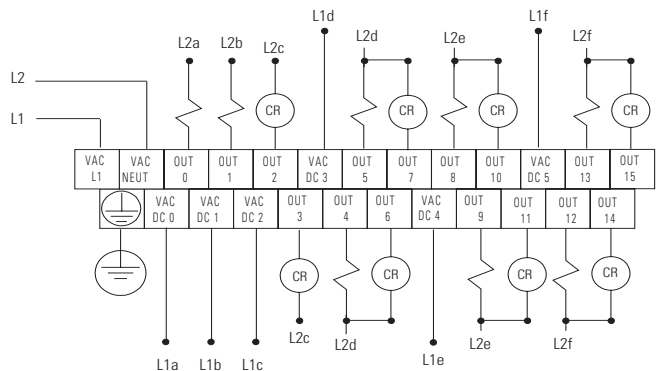 L1d L1f
L2a L2b L2c L2d L2e L2f
L2
CR CR CR CR
L1
VAC L1 VAC NEUT OUT 0 OUT 1 OUT 2 VAC DC 3 OUT 5 OUT 7 OUT 8 OUT 10 VAC DC 5 OUT 13 OUT 15
VAC DC 0 VAC DC 1 VAC DC 2 OUT 3 OUT 4 OUT 6 VAC DC 4 OUT 9 OUT 11 OUT 12 OUT 14
CR CR CR CR
L2c L2d L2e L2f
L1a L1b L1c L1e